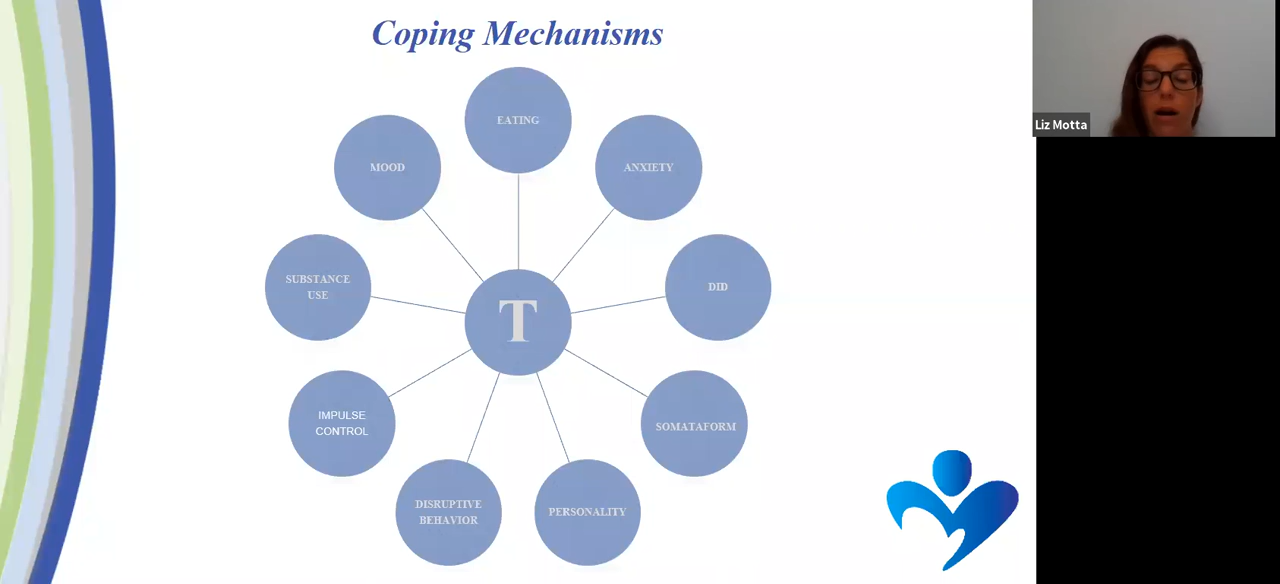 Coping Mechanisms
EATING
MOOD
ANXIETY
SUBSTANCE
USE
DID
T
IMPULSE
CONTROL
SOMATAFORM
DISRUPTIVE
BEHAVIOR
PERSONALITY
Liz Motta